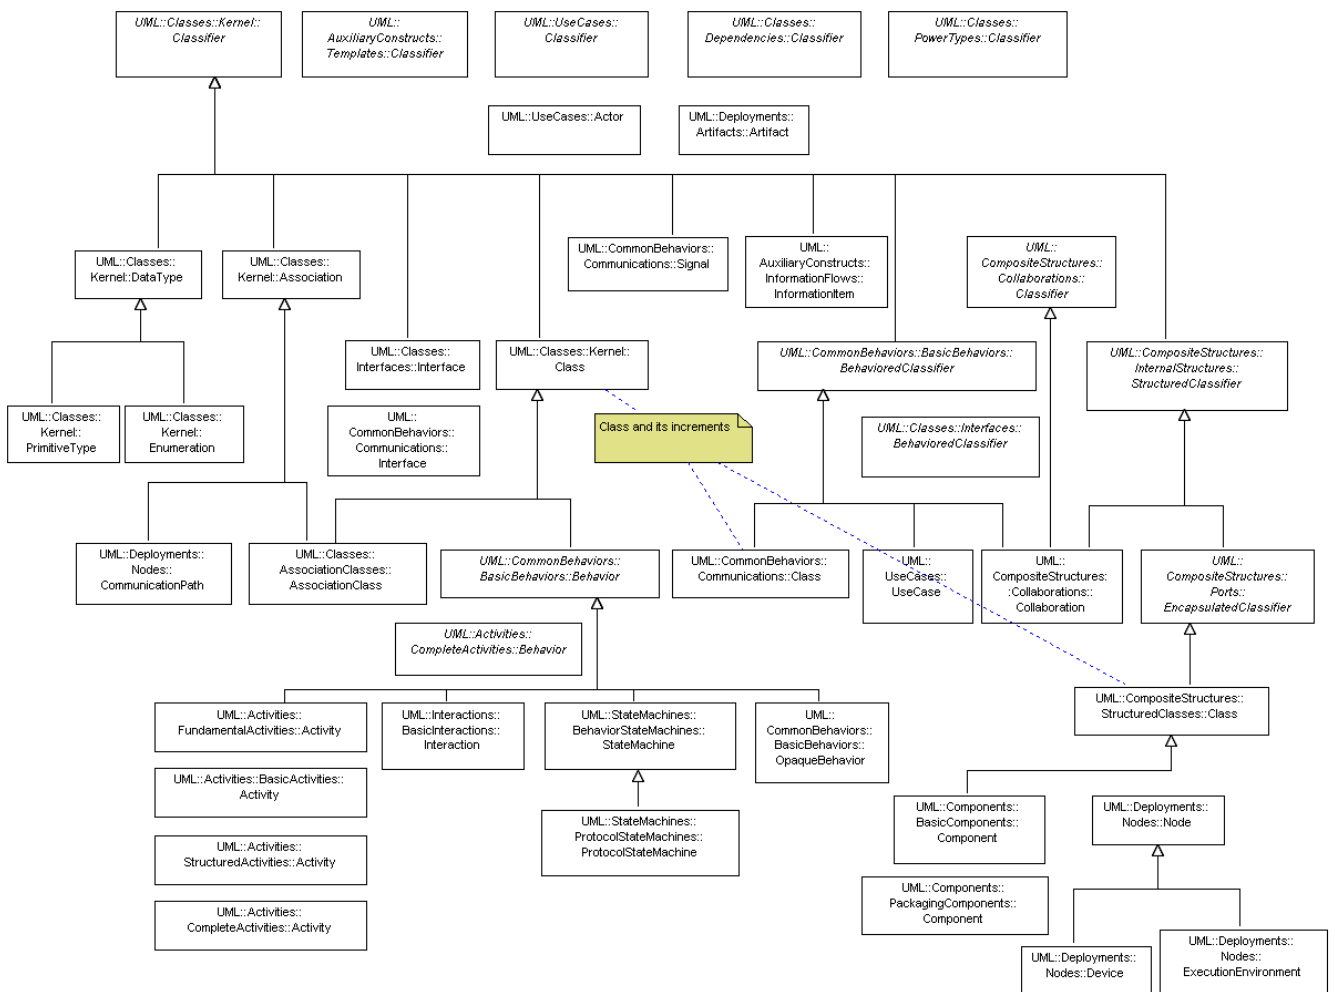 UML::Classes::Kernel::
Classifier
UML::
AuxiliaryConstructs::
Templates::Classifier
UML::UseCases::
Classifier
UML::Classes::
Dependencies::Classifier
UML::Classes::
PowerTypes::Classifier
UML::UseCases::Actor
UML::Deployments::
Artifacts::Artifact
UML::Classes::
Kernel::DataType
UML::Classes::
Kernel::Association
UML::CommonBehaviors::
Communications::Signal
UML::
AuxiliaryConstructs::
InformationFlows::
InformationItem
UML::
CompositeStructures::
Collaborations::
Classifier
UML::Classes::
Interfaces::Interface
UML::Classes::Kernel::
Class
UML::CommonBehaviors::BasicBehaviors::
BehavioredClassifier
UML::CompositeStructures::
InternalStructures::
StructuredClassifier
UML::Classes::
Kernel::
PrimitiveType
UML::Classes::
Kernel::
Enumeration
UML::
CommonBehaviors::
Communications::
Interface
Class and its increments
UML::Classes::Interfaces::
BehavioredClassifier
UML::Deployments::
Nodes::
CommunicationPath
UML::Classes::
AssociationClasses::
AssociationClass
UML::CommonBehaviors::
BasicBehaviors::Behavior
UML::CommonBehaviors::
Communications::Class
UML::
UseCases::
UseCase
UML::
CompositeStructures:
:Collaborations::
Collaboration
UML::
CompositeStructures::
Ports::
EncapsulatedClassifier
UML::Activities::
CompleteActivities::Behavior
UML::Activities::
FundamentalActivities::Activity
UML::Interactions::
BasicInteractions::
Interaction
UML::StateMachines::
BehaviorStateMachines::
StateMachine
UML::
CommonBehaviors::
BasicBehaviors::
OpaqueBehavior
UML::CompositeStructures::
StructuredClasses::Class
UML::Activities::BasicActivities::
Activity
UML::StateMachines::
ProtocolStateMachines::
ProtocolStateMachine
UML::Components::
BasicComponents::
Component
UML::Deployments::
Nodes::Node
UML::Activities::
StructuredActivities::Activity
UML::Components::
PackagingComponents::
Component
UML::Activities::
CompleteActivities::Activity
UML::Deployments::
Nodes::Device
UML::Deployments::
Nodes::
ExecutionEnvironment